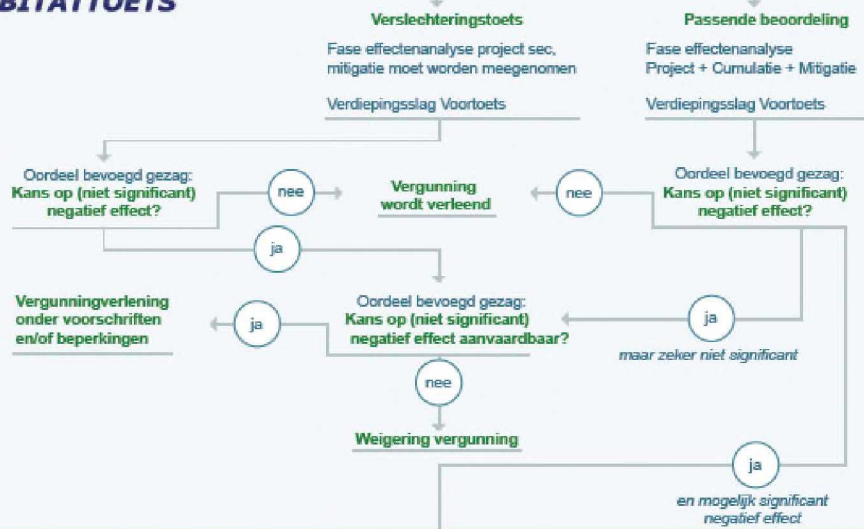 BITATTOETS
Verslechteringstoets
Fase effectenanalyse project sec,
mitigatie moet worden meegenomen
Verdiepingsslag Voortoets
Passende beoordeling
Fase effectenanalyse
Project + Cumulatie + Mitigatie
Verdiepingsslag Voortoets
Oordeel bevoegd gezag:
Kans op (niet significant)
negatief effect?
nee
Vergunning
wordt verleend
nee
Oordeel bevoegd gezag:
Kans op (niet significant)
negatief effect?
ja
Vergunningverlening
onder voorschriften
en/of beperkingen
ja
Oordeel bevoegd gezag:
Kans op (niet significant)
negatief effect aanvaardbaar?
ja
maar zeker niet significant
nee
Weigering vergunning
ja
en mogelijk significant
negatief effect